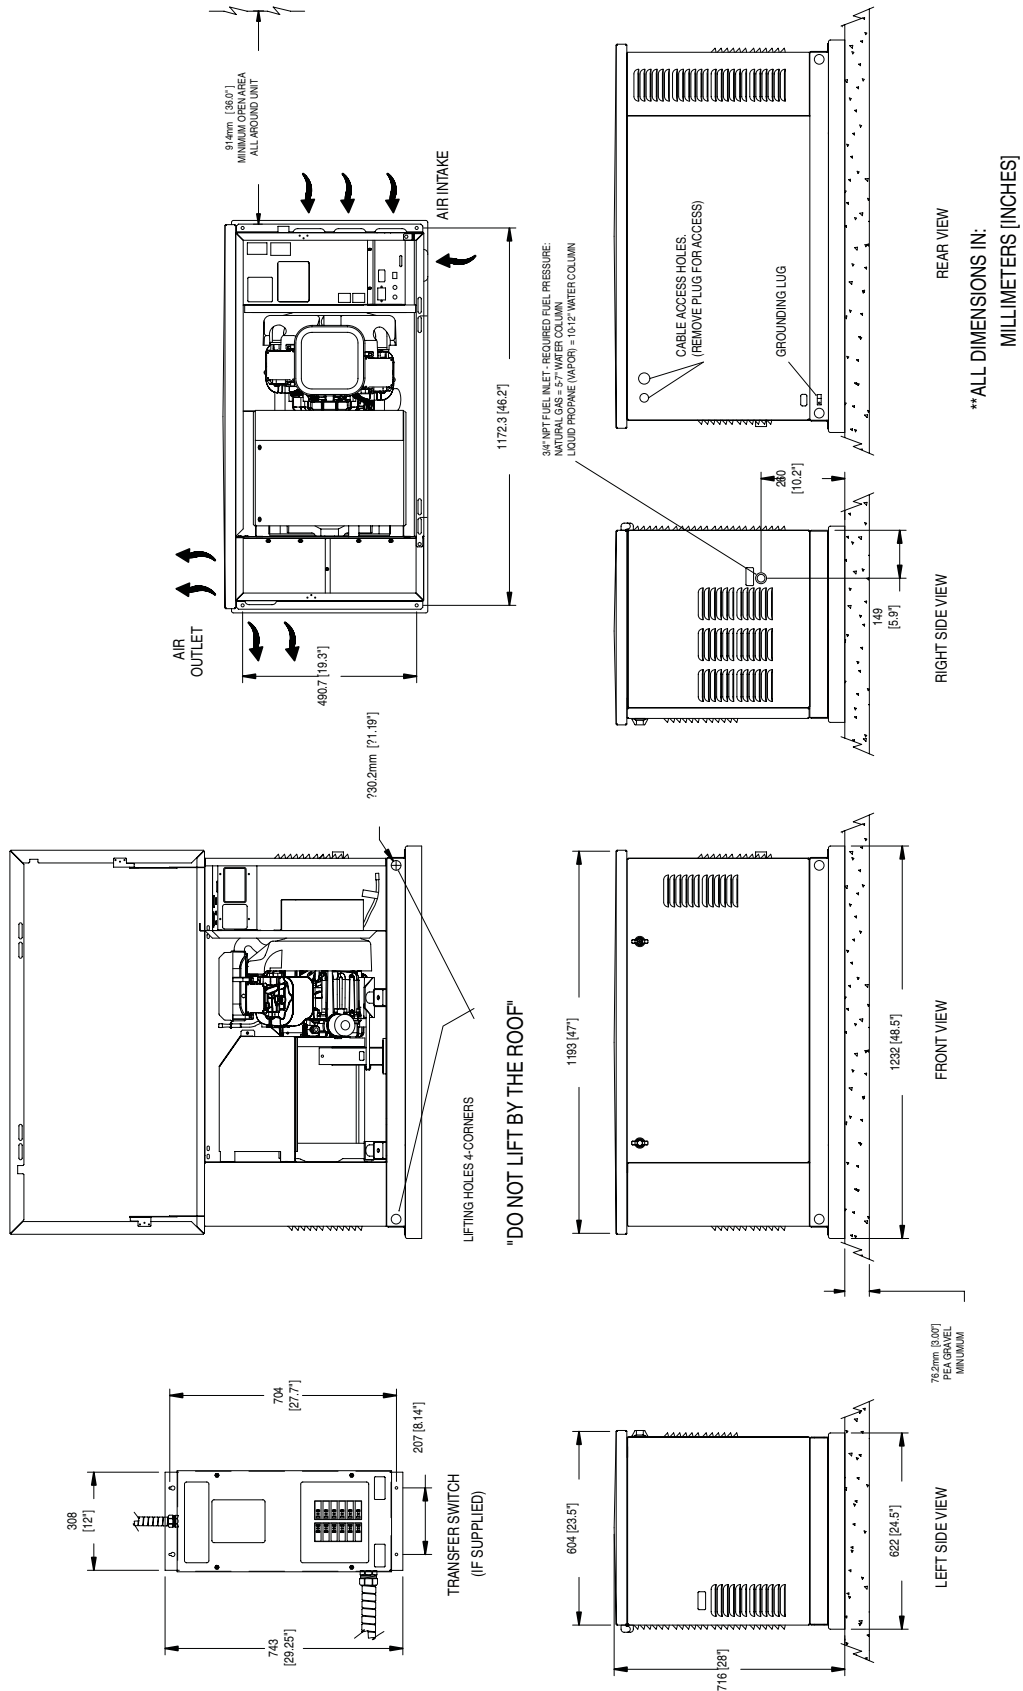 914mm [36.0"]
MINIMUM OPEN AREA
ALL AROUND UNIT
AIR INTAKE
1172.3 [46.2"]
AIR
OUTLET
490.7 [19.3"]
?30.2mm [?1.19"]
LIFTING HOLES 4-CORNERS
"DO NOT LIFT BY THE ROOF"
704
[27.7"]
308
[12"]
207 [8.14"]
743
[29.25"]
TRANSFER SWITCH
(IF SUPPLIED)
604 [23.5"]
716 [28"]
622 [24.5"]
LEFT SIDE VIEW
76.2mm [3.00"]
PEA GRAVEL
MINUMUM
1193 [47"]
1232 [48.5"]
FRONT VIEW
3/4" NPT FUEL INLET - REQUIRED FUEL PRESSURE:
NATURAL GAS = 5-7" WATER COLUMN
LIQUID PROPANE (VAPOR) = 10-12" WATER COLUMN
260
[10.2"]
149
[5.9"]
RIGHT SIDE VIEW
CABLE ACCESS HOLES.
(REMOVE PLUG FOR ACCESS)
GROUNDING LUG
REAR VIEW
**ALL DIMENSIONS IN:
MILLIMETERS [INCHES]